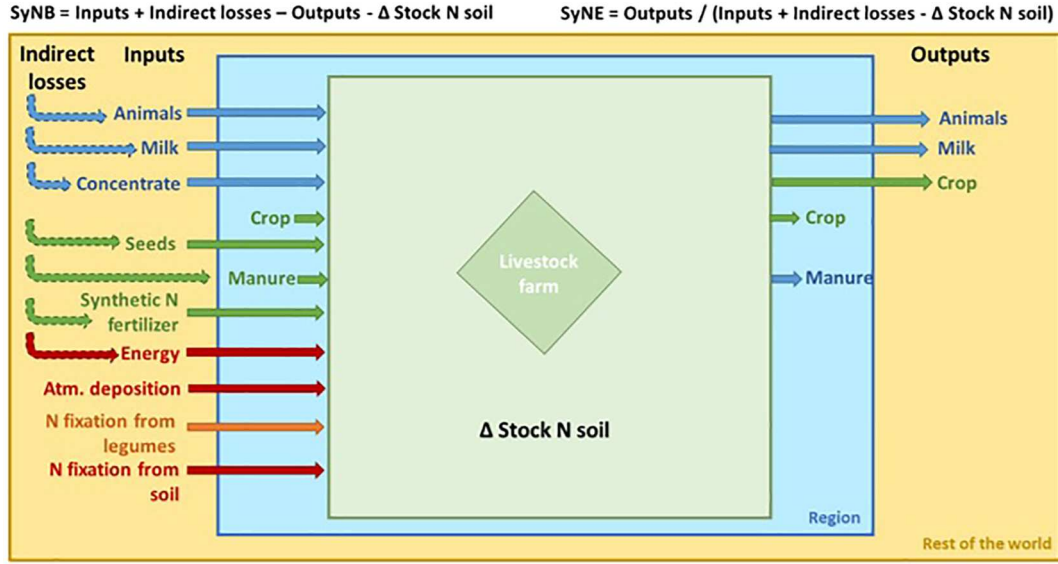 SyNB = Inputs + Indirect losses – Outputs - Δ Stock N soil
SyNE = Outputs / (Inputs + Indirect losses - Δ Stock N soil)
Indirect
losses
Inputs
Outputs
Animals
Milk
Concentrate
Crop
Seeds
Manure
Synthetic N
fertilizer
Energy
Atm. deposition
N fixation from
legumes
N fixation from
soil
Livestock
farm
Δ Stock N soil
Animals
Milk
Crop
Crop
Manure
Region
Rest of the world